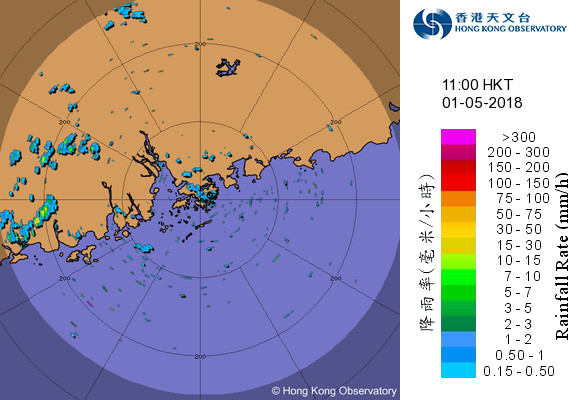 香港天文台
HONG KONG OBSERVATORY
11:00 HKT
01-05-2018
>300
200 - 300
150 - 200
100 - 150
75 - 100
50 - 75
30 - 50
15 - 30
10 - 15
7 - 10
5 - 7
3 - 5
2 - 3
1 - 2
0.50 - 1
0.15 - 0.50
降雨率(毫米/小時)
Rainfall Rate (mm/h)
200
200
200
200
200
200
© Hong Kong Observatory